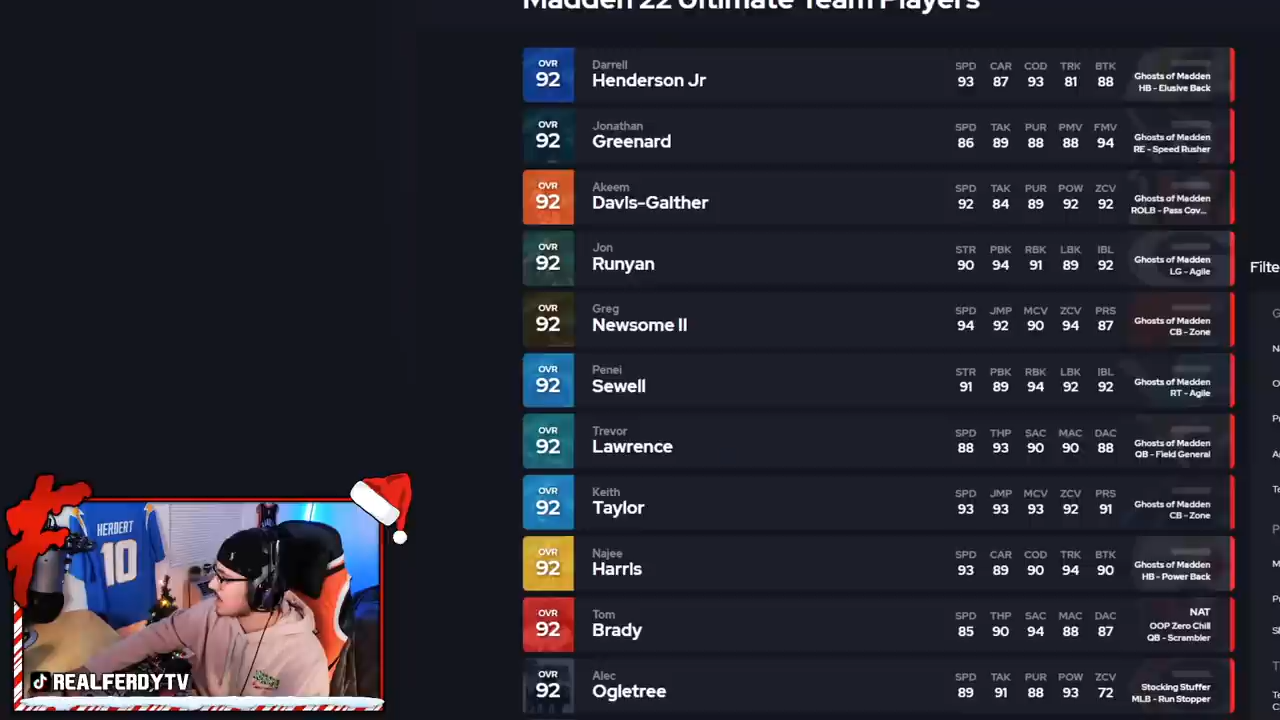 Madden 22 Ultimate Team Players
OVR 92 Darrell Henderson Jr SPD 93 CAR 87 COD 93 TRK 81 BTK 88 Ghosts of Madden HB - Elusive Back
OVR 92 Jonathan Greenard SPD 86 TAK 89 PUR 88 PMV 88 FMV 94 Ghosts of Madden RE - Speed Rusher
OVR 92 Akeem Davis-Gaither SPD 92 TAK 84 PUR 89 POW 92 ZCV 92 Ghosts of Madden ROLB - Pass Cov...
OVR 92 Jon Runyan STR 90 PBK 94 RBK 91 LBK 89 IBL 92 Ghosts of Madden LG - Agile
Filte
OVR 92 Greg Newsome II SPD 94 JMP 92 MCV 90 ZCV 94 PRS 87 Ghosts of Madden CB - Zone
OVR 92 Penei Sewell STR 91 PBK 89 RBK 94 LBK 92 IBL 92 Ghosts of Madden RT - Agile
OVR 92 Trevor Lawrence SPD 88 THP 93 SAC 90 MAC 90 DAC 88 Ghosts of Madden QB - Field General
OVR 92 Keith Taylor SPD 93 JMP 93 MCV 93 ZCV 92 PRS 91 Ghosts of Madden CB - Zone
OVR 92 Najee Harris SPD 93 CAR 89 COD 90 TRK 94 BTK 90 Ghosts of Madden HB - Power Back
OVR 92 Tom Brady SPD 85 THP 90 SAC 94 MAC 88 DAC 87 NAT OOP Zero Chill QB - Scrambler
OVR 92 Alec Ogletree SPD 89 TAK 91 PUR 88 POW 93 ZCV 72 Stocking Stuffer MLB - Run Stopper
HERBERT
10
REALFERDYTV